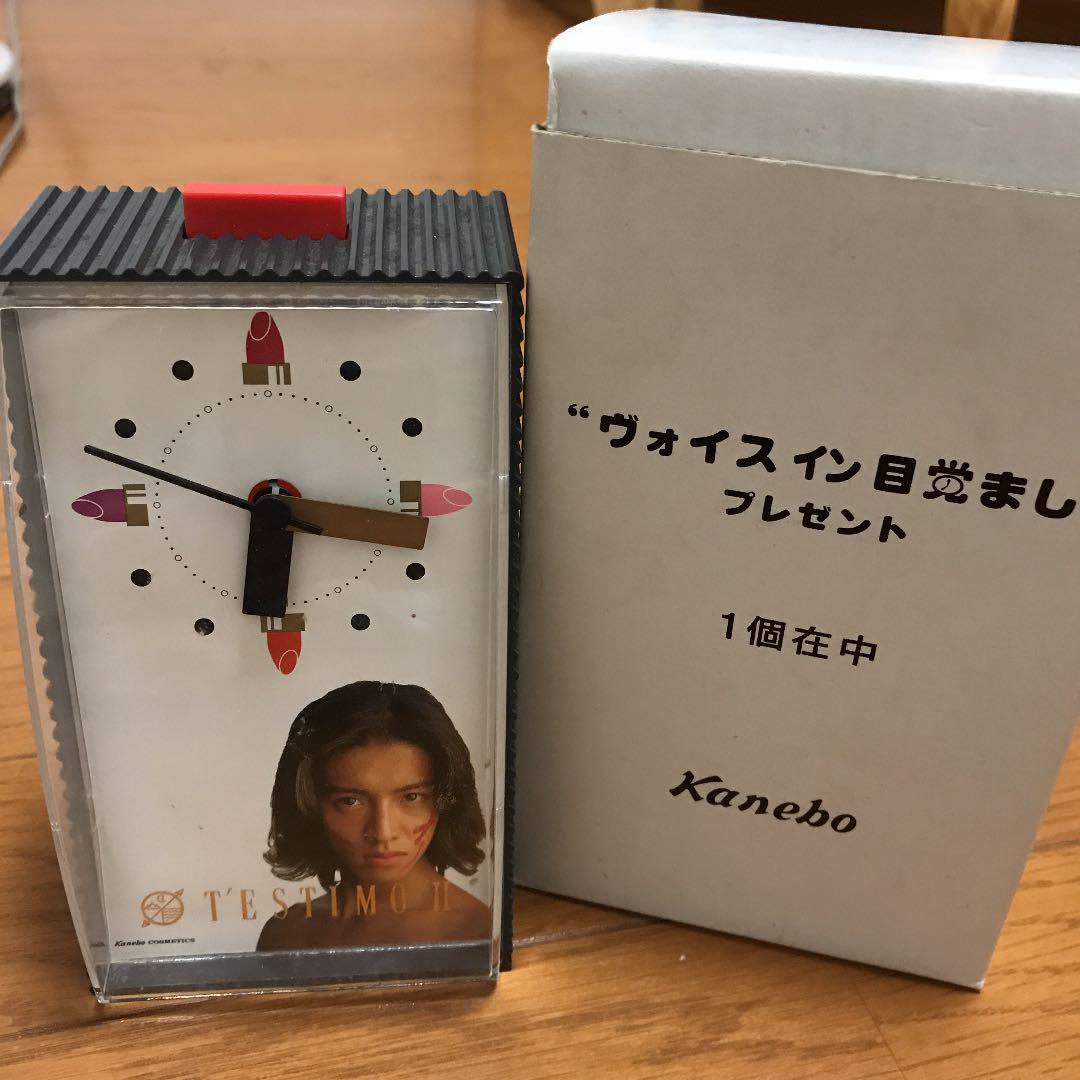 T'ESTIMO II
Kanebo COSMETICS
“ヴォイスイン目覚まし
プレゼント
1個在中
Kanebo